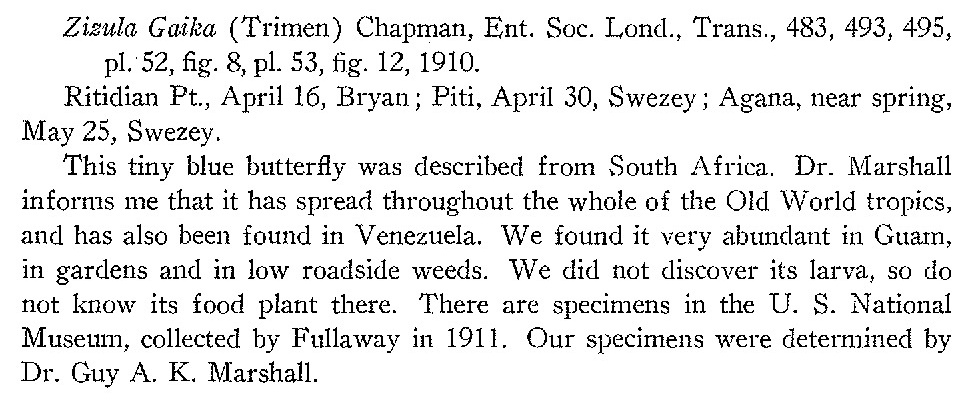 Zizula Gaika (Trimen) Chapman, Ent. Soc. Lond., Trans., 483, 493, 495,
pl. 52, fig. 8, pl. 53, fig. 12, 1910.
Ritidian Pt., April 16, Bryan; Piti, April 30, Swezey; Agana, near spring,
May 25, Swezey.
This tiny blue butterfly was described from South Africa. Dr. Marshall
informs me that it has spread throughout the whole of the Old World tropics,
and has also been found in Venezuela. We found it very abundant in Guam,
in gardens and in low roadside weeds. We did not discover its larva, so do
not know its food plant there. There are specimens in the U. S. National
Museum, collected by Fullaway in 1911. Our specimens were determined by
Dr. Guy A. K. Marshall.